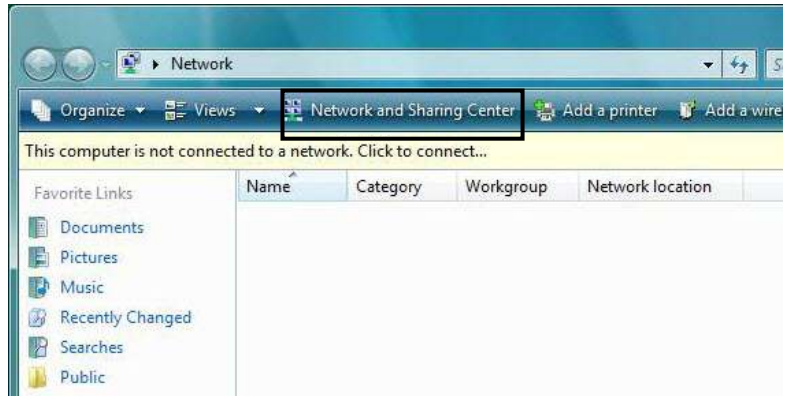 Network
Organize Views Network and Sharing Center Add a printer Add a wire
This computer is not connected to a network. Click to connect...
Favorite Links Name Category Workgroup Network location
Documents
Pictures
Music
Recently Changed
Searches
Public